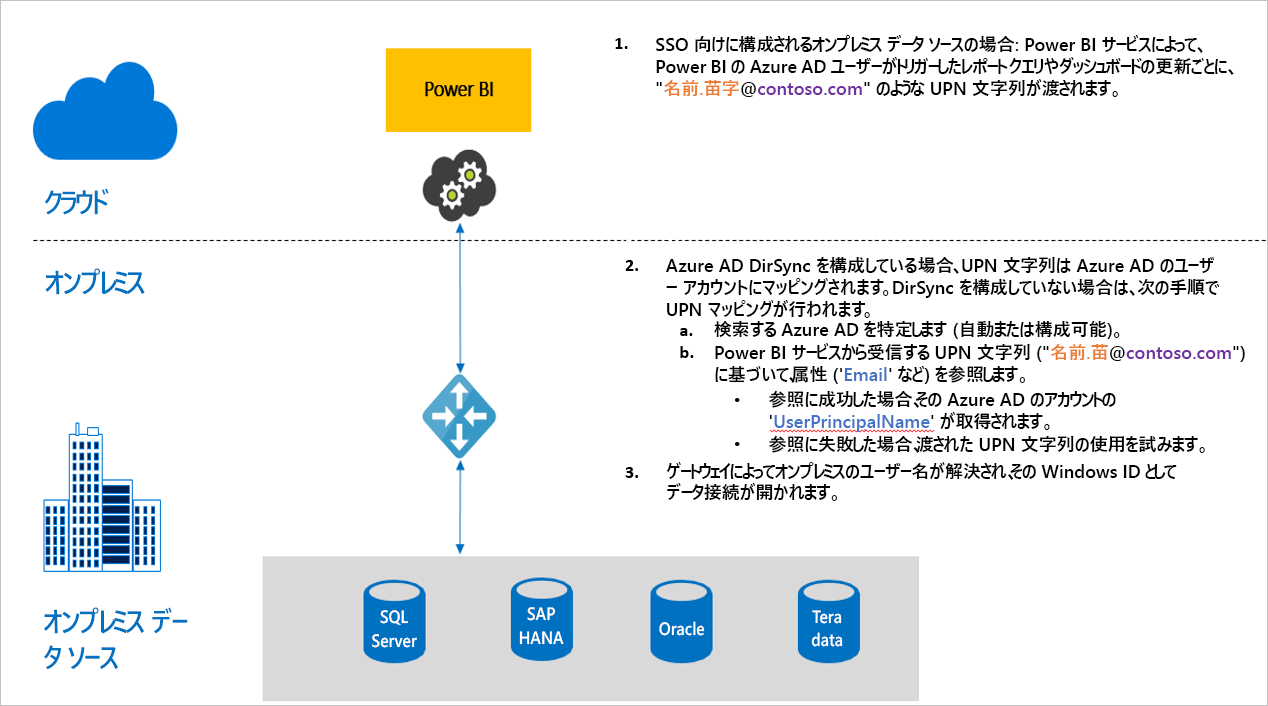 Power BI
1. SSO 向けに構成されるオンプレミス データ ソースの場合: Power BI サービスによって、
Power BI の Azure AD ユーザーがトリガーしたレポートクエリやダッシュボードの更新ごとに、
"名前.苗字@contoso.com" のような UPN 文字列が渡されます。
クラウド
オンプレミス
2. Azure AD DirSync を構成している場合、UPN 文字列は Azure AD のユーザ
ー アカウントにマッピングされます。DirSync を構成していない場合は、次の手順で
UPN マッピングが行われます。
a. 検索する Azure AD を特定します (自動または構成可能)。
b. Power BI サービスから受信する UPN 文字列 ("名前.苗@contoso.com")
に基づいて、属性 ('Email' など) を参照します。
• 参照に成功した場合、その Azure AD のアカウントの
'UserPrincipalName' が取得されます。
• 参照に失敗した場合、渡された UPN 文字列の使用を試みます。
3. ゲートウェイによってオンプレミスのユーザー名が解決され、その Windows ID として
データ接続が開かれます。
オンプレミス デー
タ ソース
SQL
Server
SAP
HANA
Oracle
Tera
data